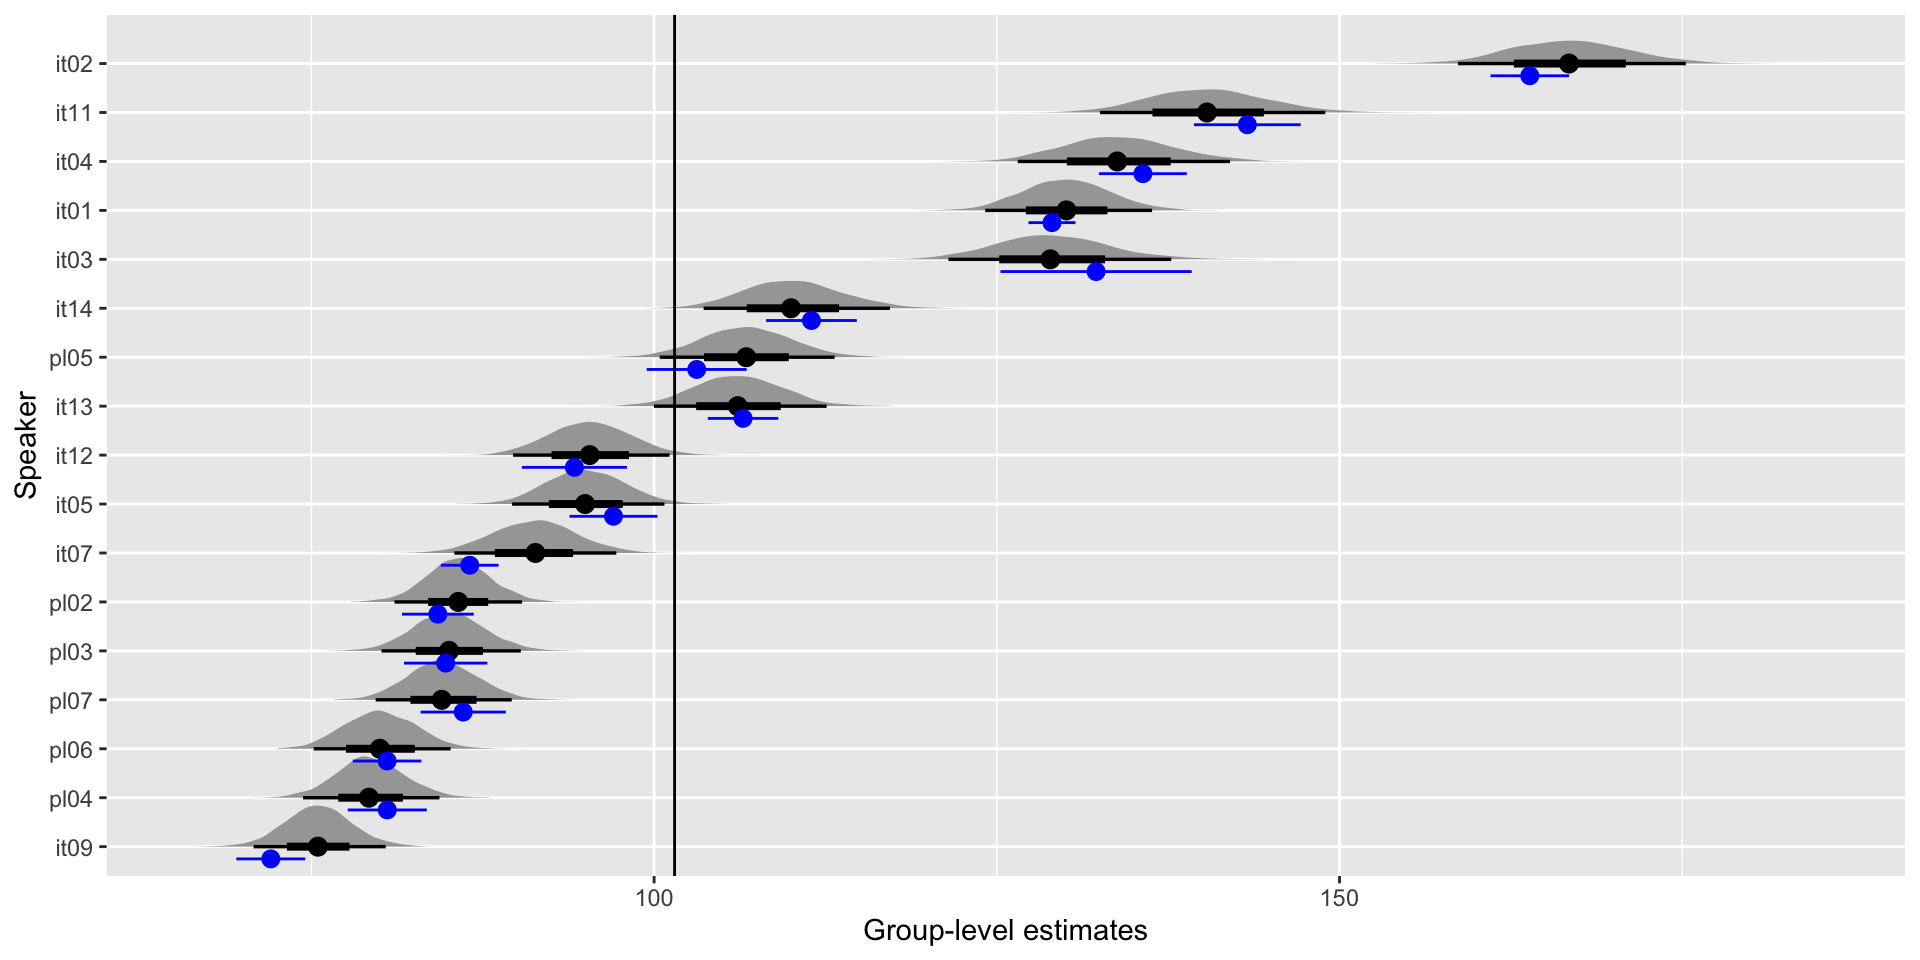 it02
it11
it04
it01
it03
it14
pl05
it13
it12
it05
it07
pl02
pl03
pl07
pl06
pl04
it09
Speaker
100
150
Group-level estimates